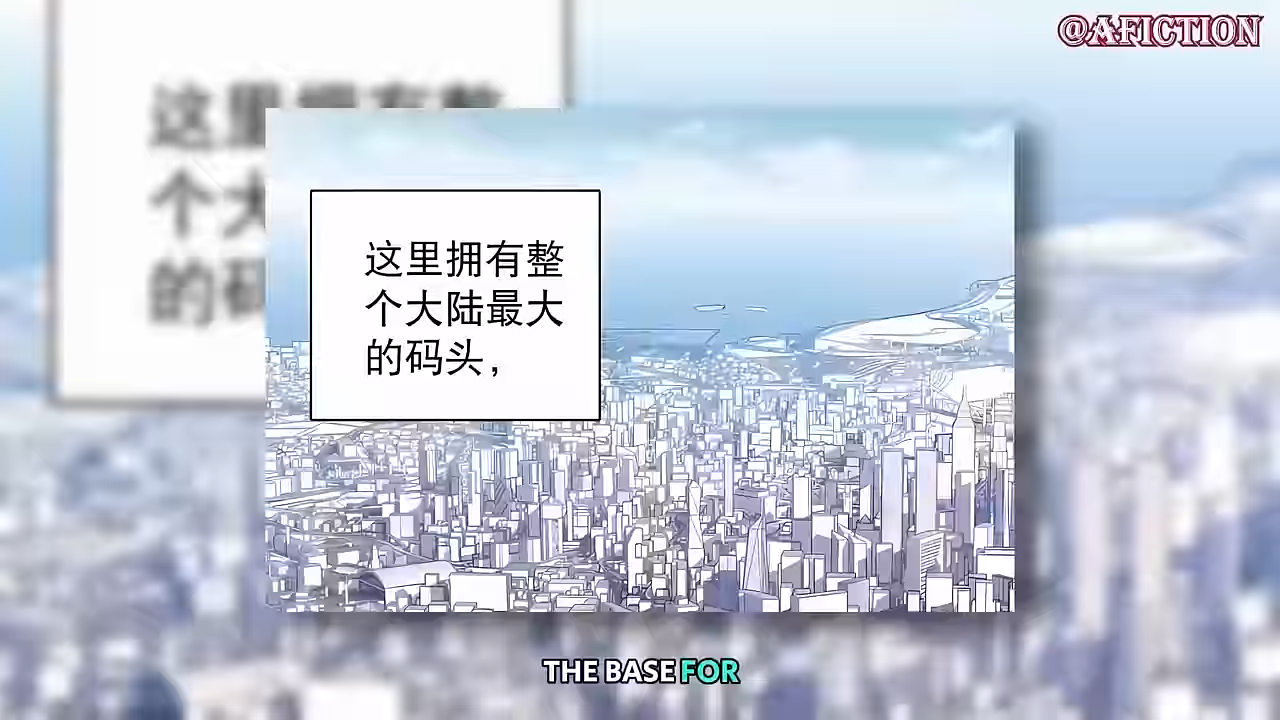 @AFICTION
这里拥有整
个大陆最大
的码头，
THE BASE FOR